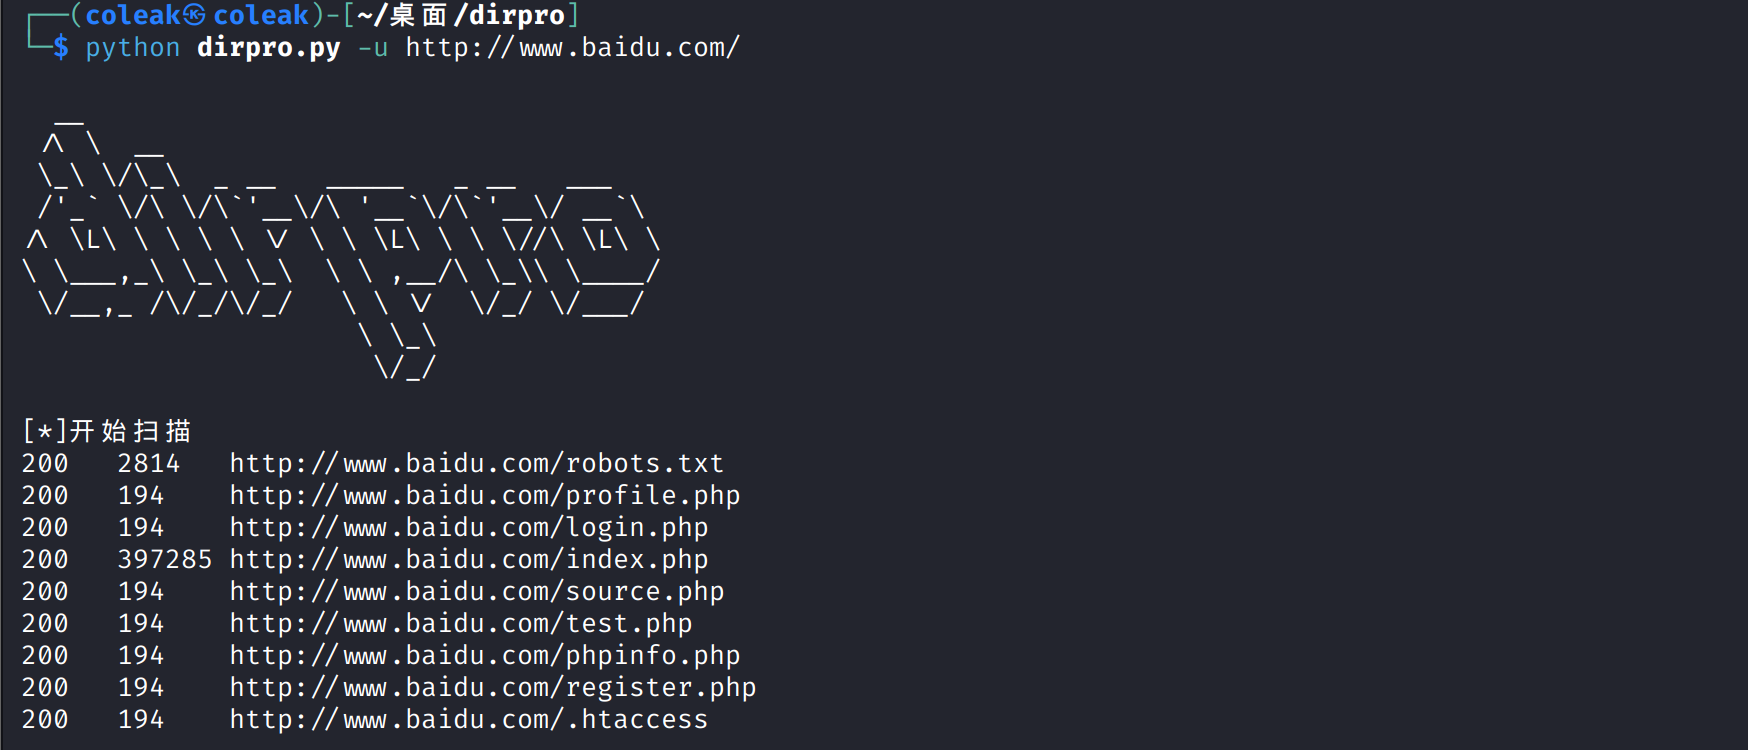 ┌──(coleak㉿coleak)-[~/桌面/dirpro]
└─$ python dirpro.py -u http://www.baidu.com/
[*]开始扫描
200   2814   http://www.baidu.com/robots.txt
200   194    http://www.baidu.com/profile.php
200   194    http://www.baidu.com/login.php
200   397285 http://www.baidu.com/index.php
200   194    http://www.baidu.com/source.php
200   194    http://www.baidu.com/test.php
200   194    http://www.baidu.com/phpinfo.php
200   194    http://www.baidu.com/register.php
200   194    http://www.baidu.com/.htaccess